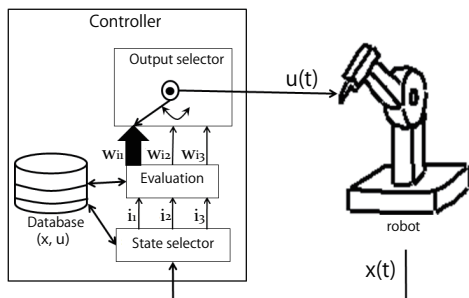 Controller
Output selector
u(t)
wi1 wi2 wi3
Evaluation
i1 i2 i3
Database
(x, u)
State selector
robot
x(t)